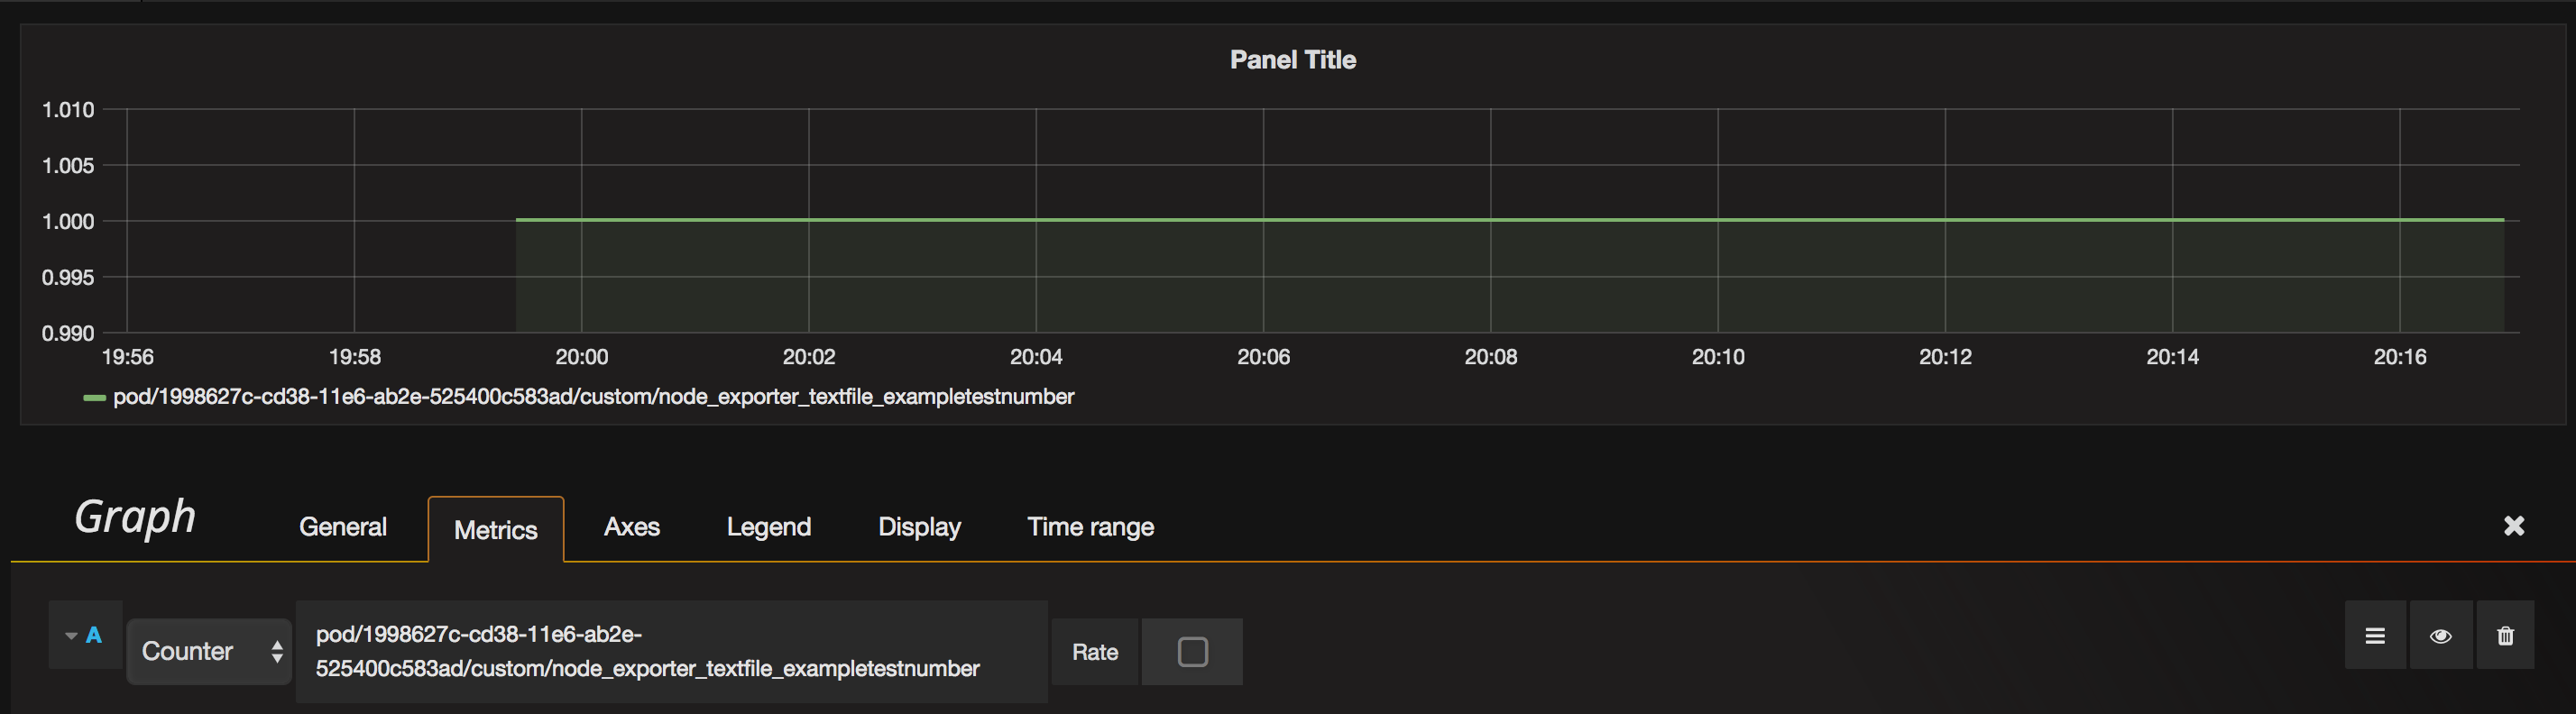 Panel Title
1.010
1.005
1.000
0.995
0.990
19:56 19:58 20:00 20:02 20:04 20:06 20:08 20:10 20:12 20:14 20:16
pod/1998627c-cd38-11e6-ab2e-525400c583ad/custom/node_exporter_textfile_exampletestnumber
Graph General Metrics Axes Legend Display Time range
A Counter pod/1998627c-cd38-11e6-ab2e-
525400c583ad/custom/node_exporter_textfile_exampletestnumber
Rate